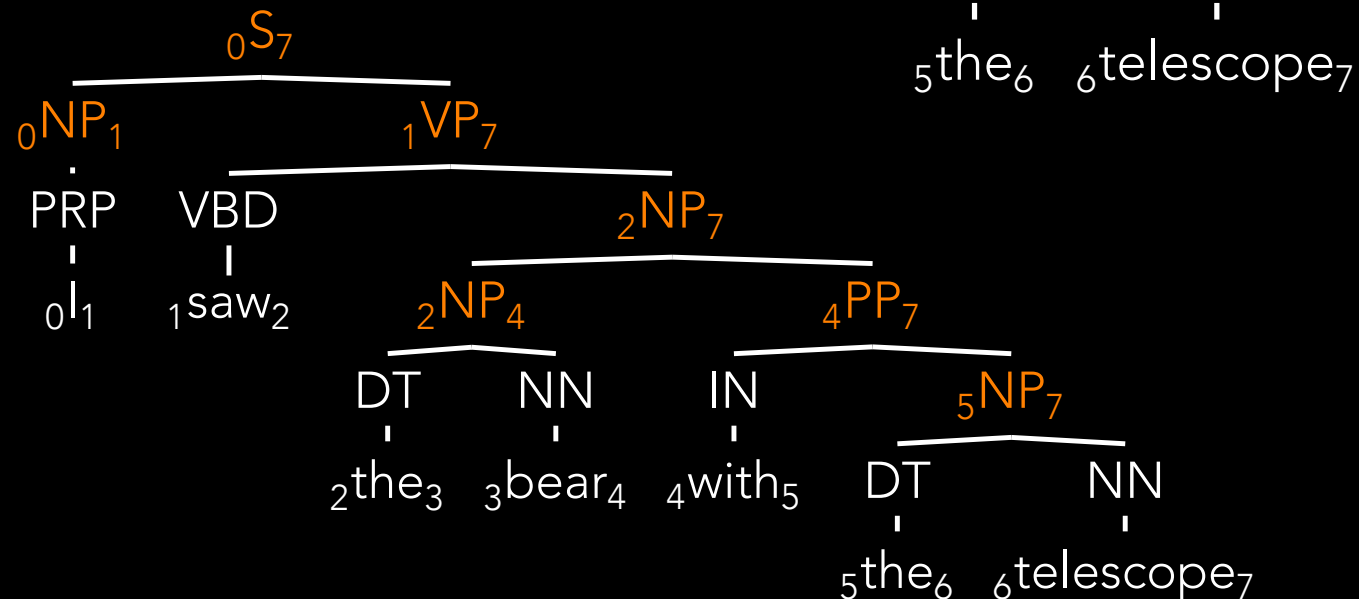 0S7
5the6 6telescope7
0NP1 1VP7
PRP VBD 2NP7
0I1 1saw2 2NP4 4PP7
DT NN IN 5NP7
2the3 3bear4 4with5 DT NN
5the6 6telescope7